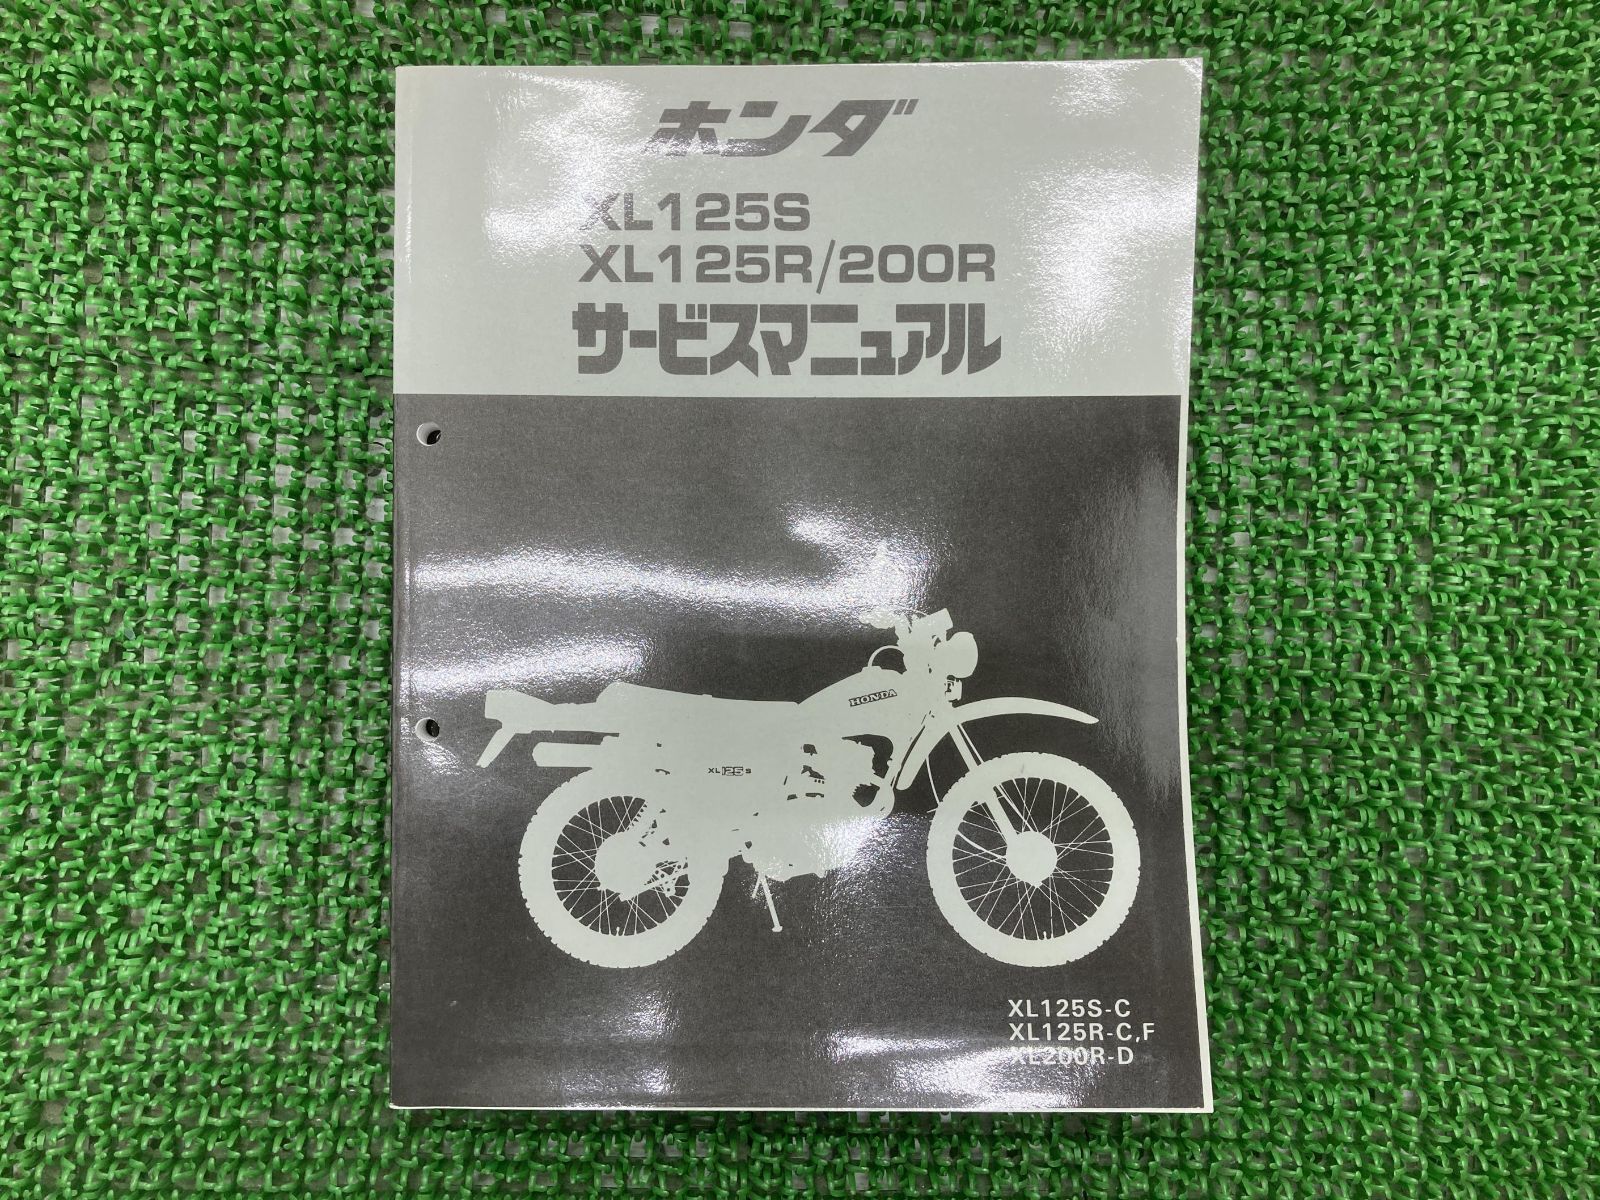 ホンダ
XL125S
XL125R/200R
サービスマニュアル
HONDA
XL125S
XL125S-C
XL125R-C,F
XL200R-D